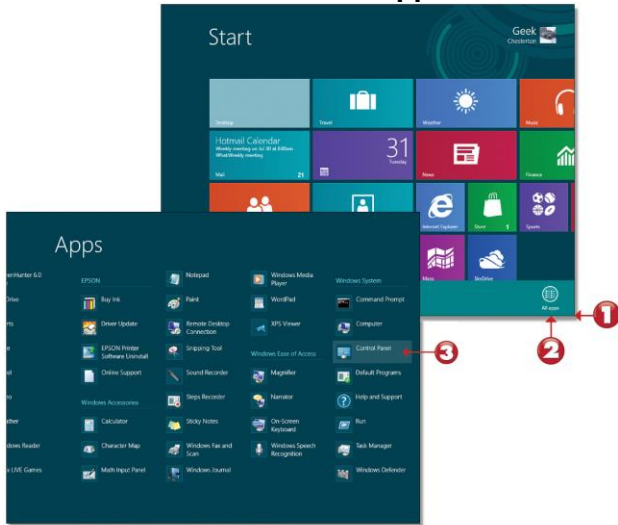 Start
Geek
Chesterton
Desktop
Travel
Weather
Music
Hotmail Calendar
Weekly meeting
Mail
21
31
Tuesday
News
Finance
Internet Explorer
Store
1
Sports
Maps
SkyDrive
All apps
1
2
3
Apps
EPSON
Buy Ink
Driver Update
EPSON Printer
Software Uninstall
Online Support
Windows Accessories
Calculator
Character Map
Math Input Panel
Notepad
Paint
Remote Desktop
Connection
Snipping Tool
Sound Recorder
Steps Recorder
Sticky Notes
Windows Fax and
Scan
Windows Journal
Windows Media
Player
WordPad
XPS Viewer
Windows Ease of Access
Magnifier
Narrator
On-Screen
Keyboard
Windows Speech
Recognition
Windows System
Command Prompt
Computer
Control Panel
Default Programs
Help and Support
Run
Task Manager
Windows Defender